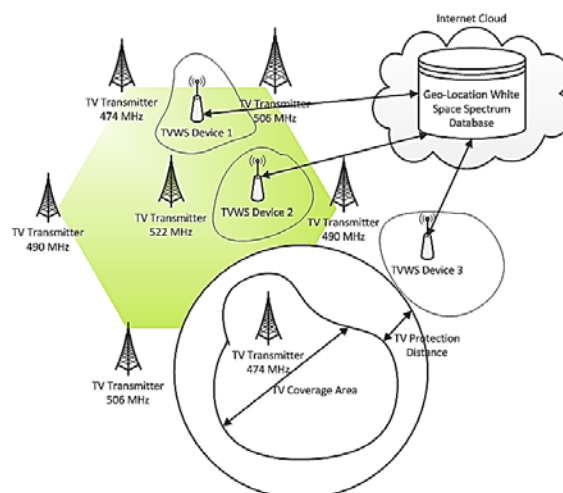 Internet Cloud
Geo-Location White
Space Spectrum
Database
TV Transmitter
474 MHz
TV Transmitter
506 MHz
TVWS Device 1
TVWS Device 2
TV Transmitter
522 MHz
TV Transmitter
490 MHz
TV Transmitter
490 MHz
TVWS Device 3
TV Protection
Distance
TV Transmitter
474 MHz
TV Coverage Area
TV Transmitter
506 MHz